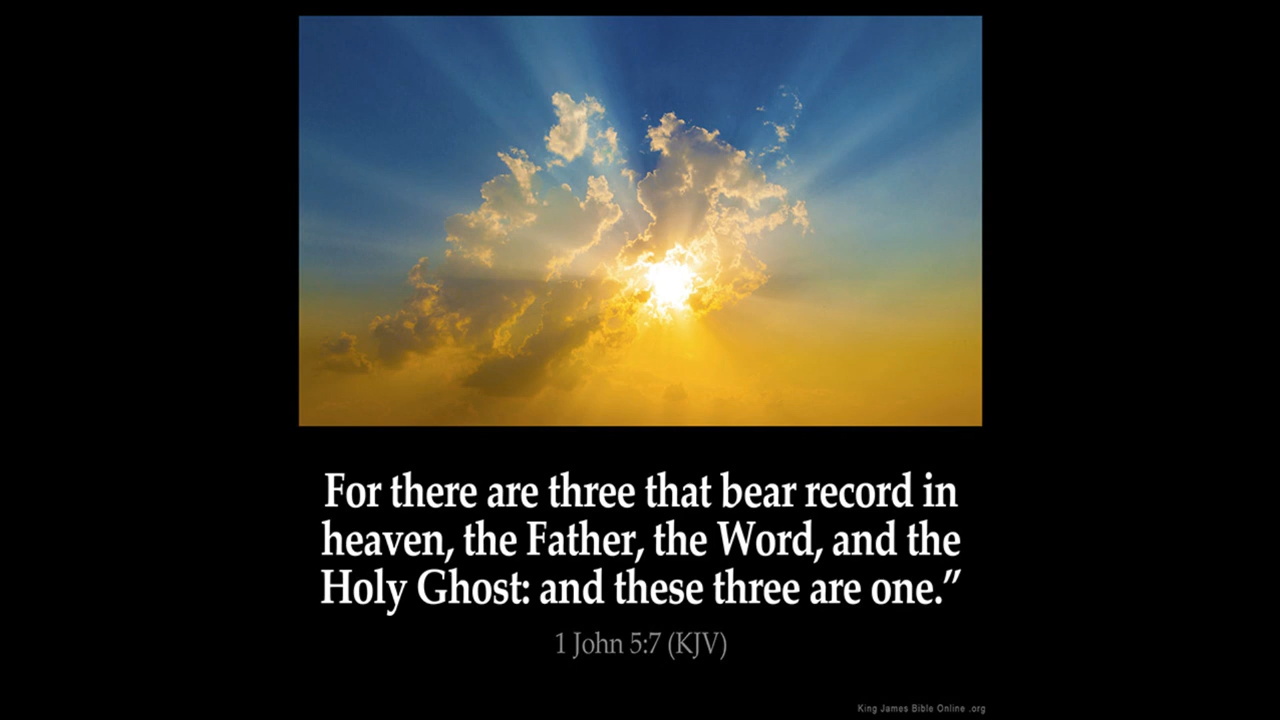 For there are three that bear record in
heaven, the Father, the Word, and the
Holy Ghost: and these three are one.”
1 John 5:7 (KJV)
King James Bible Online .org